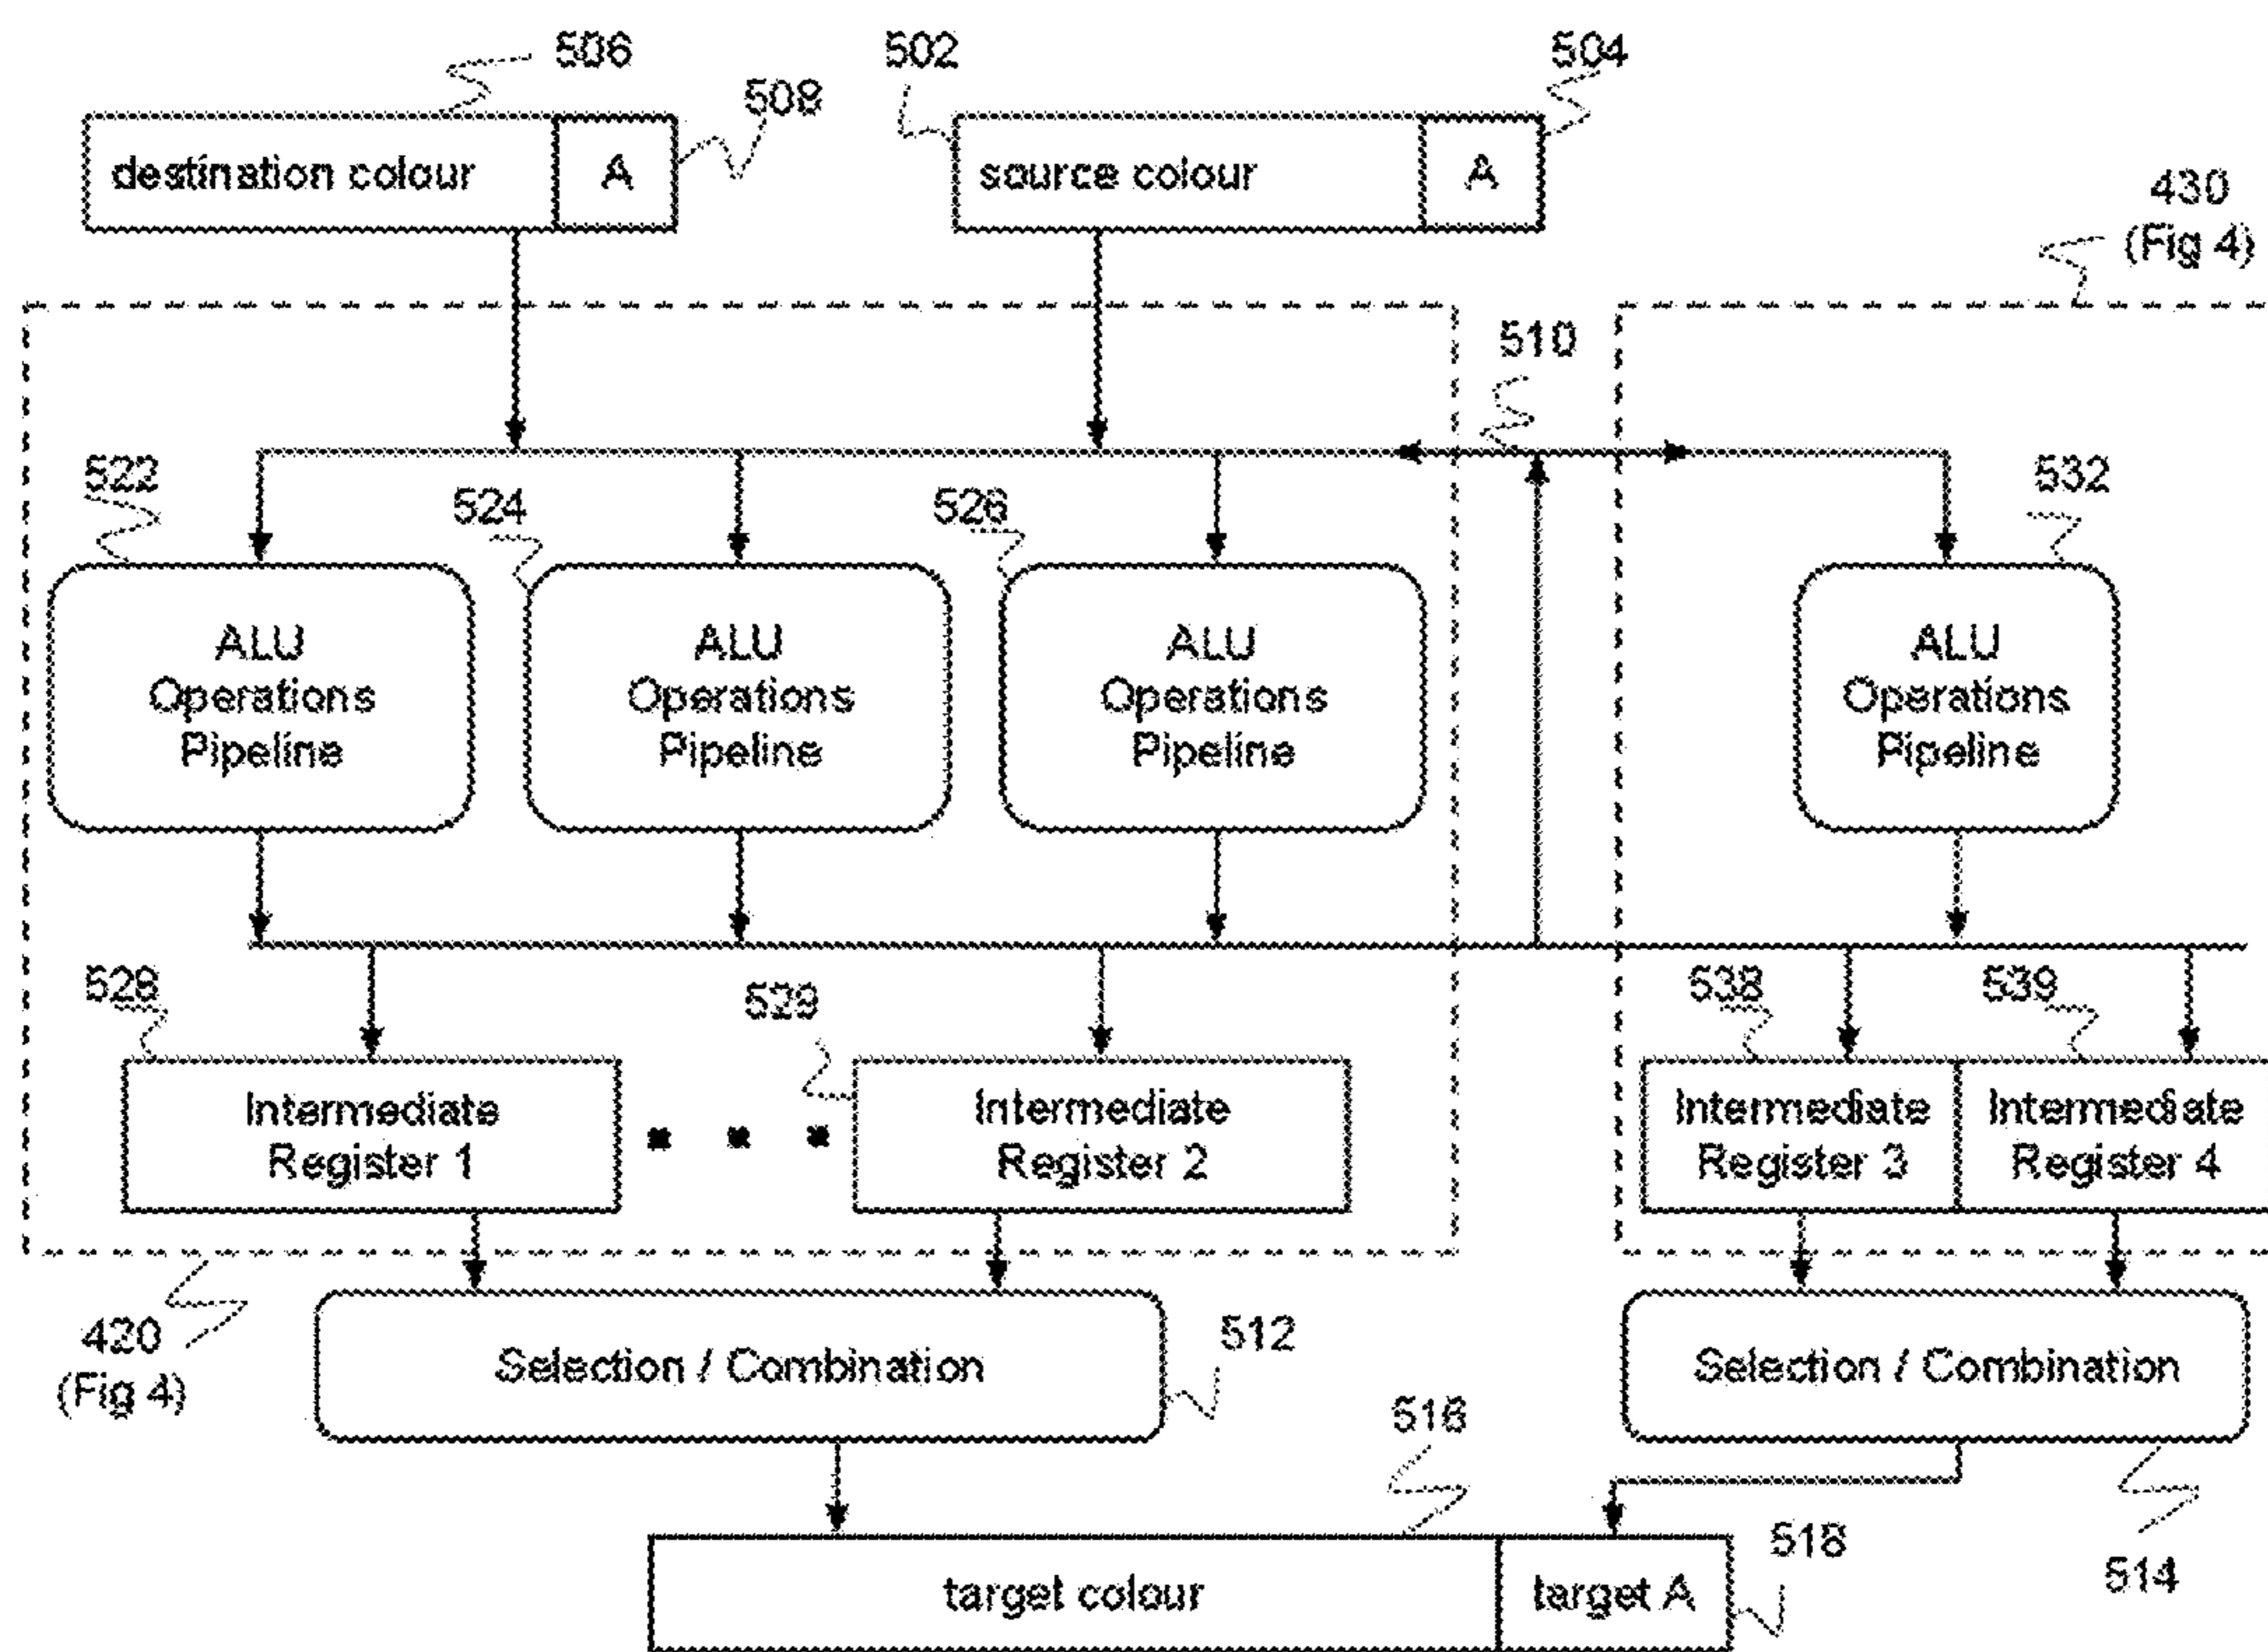 506
502
504
508
destination colour
A
source colour
A
430
(Fig 4)
510
522
524
526
532
ALU
Operations
Pipeline
ALU
Operations
Pipeline
ALU
Operations
Pipeline
ALU
Operations
Pipeline
528
529
538
539
Intermediate
Register 1
Intermediate
Register 2
Intermediate
Register 3
Intermediate
Register 4
420
(Fig 4)
Selection / Combination
512
Selection / Combination
516
target colour
target A
518
514